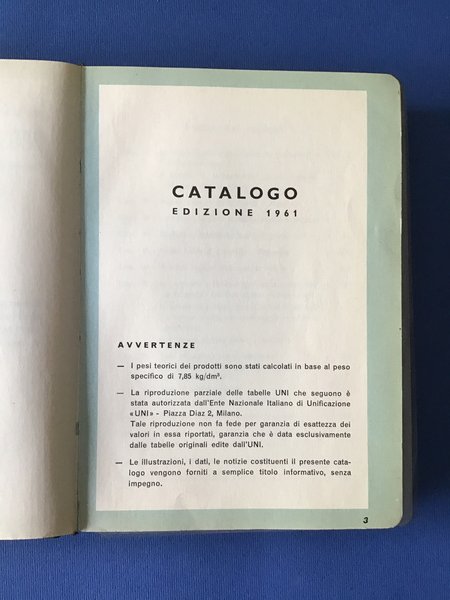 CATALOGO
EDIZIONE 1961
AVVERTENZE
— I pesi teorici dei prodotti sono stati calcolati in base al peso
specifico di 7,85 kg/dm³.
— La riproduzione parziale delle tabelle UNI che seguono è
stata autorizzata dall'Ente Nazionale Italiano di Unificazione
«UNI» - Piazza Diaz 2, Milano.
Tale riproduzione non fa fede per garanzia di esattezza dei
valori in essa riportati, garanzia che è data esclusivamente
dalle tabelle originali edite dall'UNI.
— Le illustrazioni, i dati, le notizie costituenti il presente cata-
logo vengono forniti a semplice titolo informativo, senza
impegno.
3